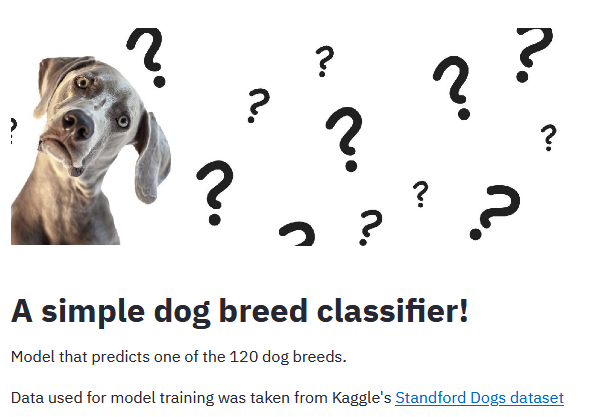 A simple dog breed classifier!
Model that predicts one of the 120 dog breeds.
Data used for model training was taken from Kaggle's Standford Dogs dataset